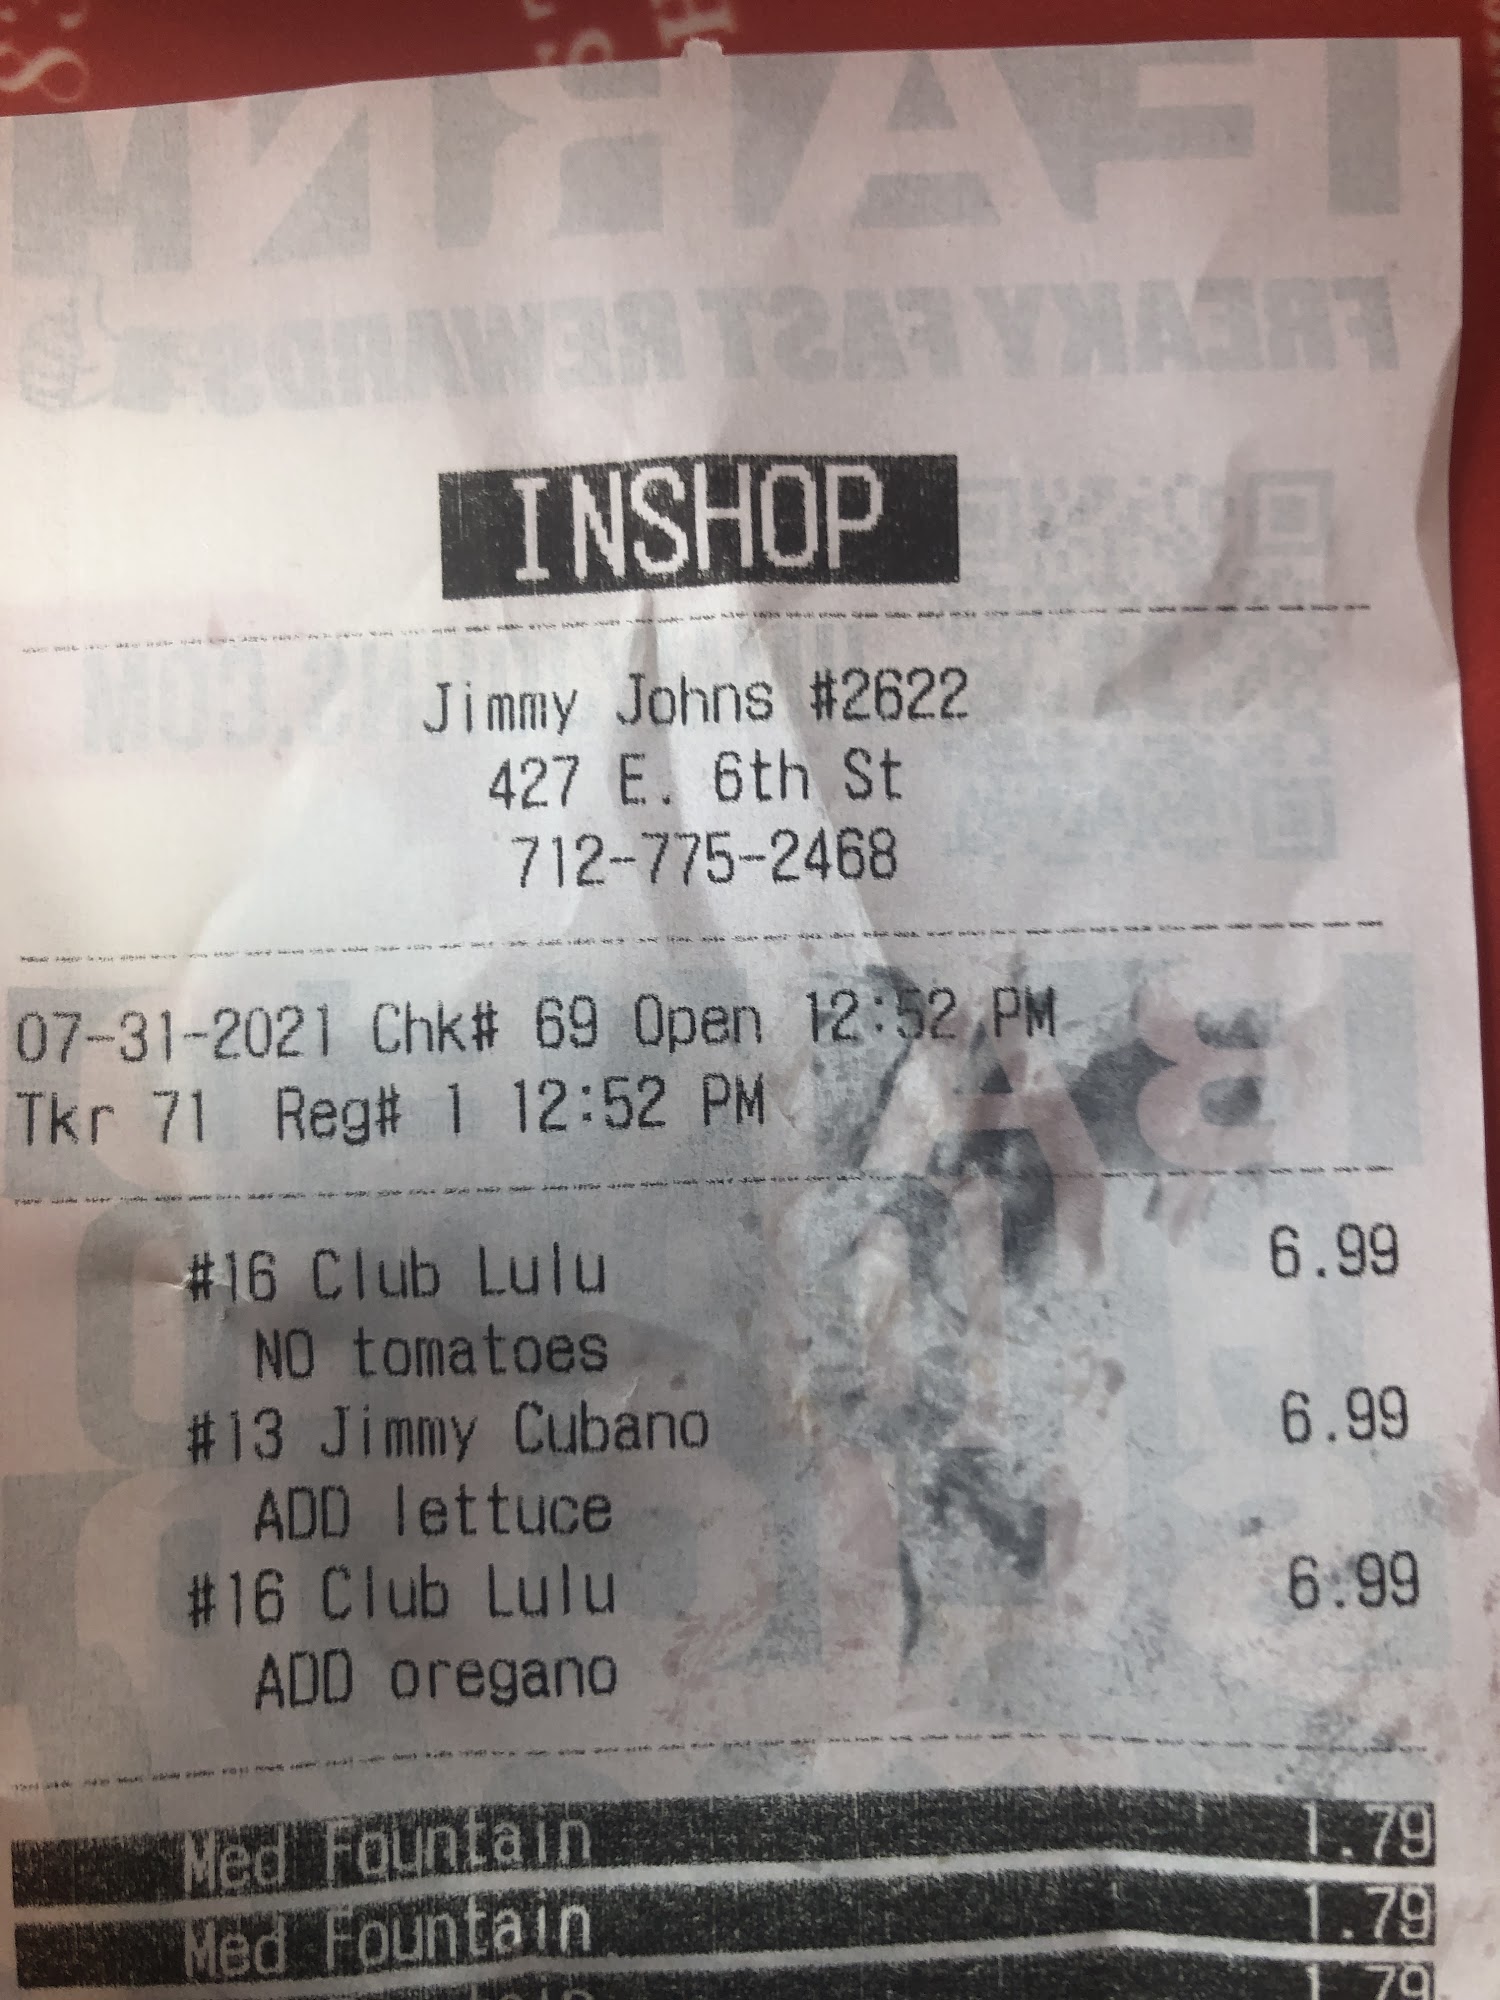 FARN
FREAKY FAST REWARDS
INSHOP
Jimmy Johns #2622
427 E. 6th St
712-775-2468
07-31-2021 Chk# 69 Open 12:52 PM
Tkr 71 Reg# 1 12:52 PM
#16 Club Lulu 6.99
NO tomatoes
#13 Jimmy Cubano 6.99
ADD lettuce
#16 Club Lulu 6.99
ADD oregano
Med Fountain 1.79
Med Fountain 1.79
1.79